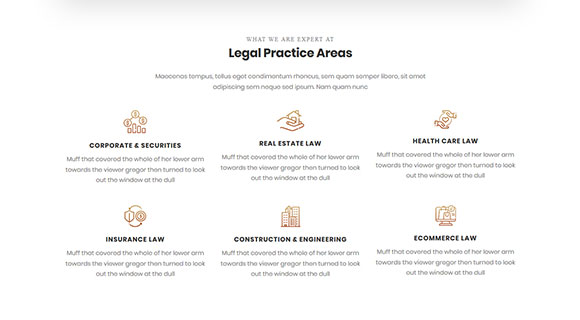 WHAT WE ARE EXPERT AT
Legal Practice Areas
Maecenas tempus, tellus eget condimentum rhoncus, sem quam semper libero, sit amet
adipiscing sem neque sed ipsum. Nam quam nunc
CORPORATE & SECURITIES
Muff that covered the whole of her lower arm
towards the viewer gregor then turned to look
out the window at the dull
REAL ESTATE LAW
Muff that covered the whole of her lower arm
towards the viewer gregor then turned to look
out the window at the dull
HEALTH CARE LAW
Muff that covered the whole of her lower arm
towards the viewer gregor then turned to look
out the window at the dull
INSURANCE LAW
Muff that covered the whole of her lower arm
towards the viewer gregor then turned to look
out the window at the dull
CONSTRUCTION & ENGINEERING
Muff that covered the whole of her lower arm
towards the viewer gregor then turned to look
out the window at the dull
ECOMMERCE LAW
Muff that covered the whole of her lower arm
towards the viewer gregor then turned to look
out the window at the dull